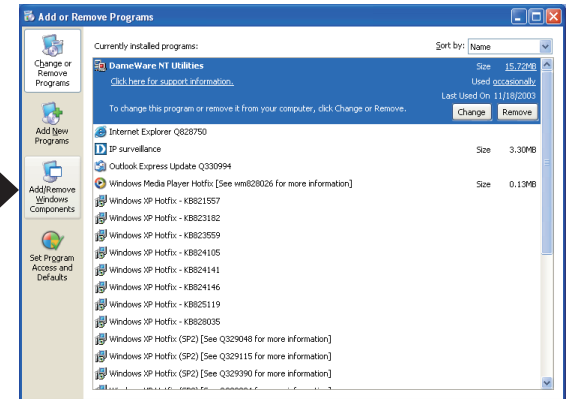 Add or Remove Programs
Change or
Remove
Programs
Add New
Programs
Add/Remove
Windows
Components
Set Program
Access and
Defaults
Currently installed programs:
Sort by: Name
DameWare NT Utilities Size 15.72MB
Click here for support information. Used occasionally
Last Used On 11/18/2003
To change this program or remove it from your computer, click Change or Remove. Change Remove
Internet Explorer Q828750
IP surveillance Size 3.30MB
Outlook Express Update Q330994
Windows Media Player Hotfix [See wm828026 for more information] Size 0.13MB
Windows XP Hotfix - KB821557
Windows XP Hotfix - KB823182
Windows XP Hotfix - KB823559
Windows XP Hotfix - KB824105
Windows XP Hotfix - KB824141
Windows XP Hotfix - KB824146
Windows XP Hotfix - KB825119
Windows XP Hotfix - KB828035
Windows XP Hotfix (SP2) [See Q329048 for more information]
Windows XP Hotfix (SP2) [See Q329115 for more information]
Windows XP Hotfix (SP2) [See Q329390 for more information]